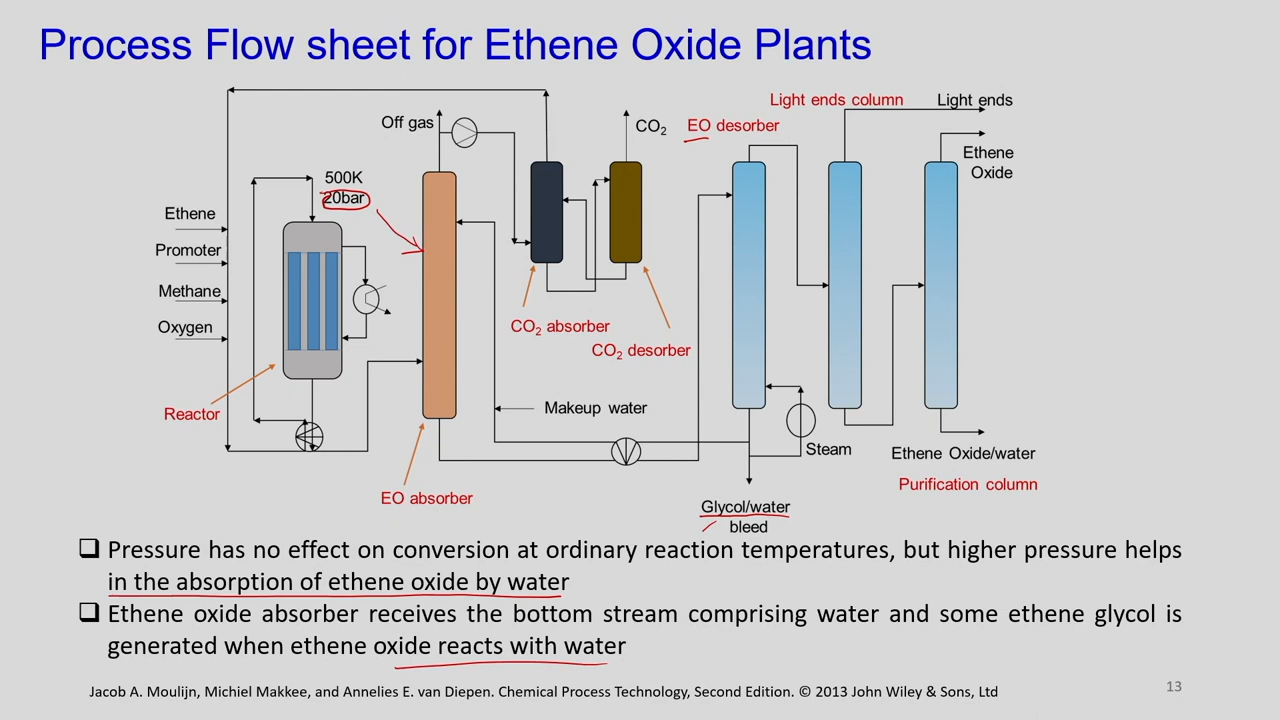 Process Flow sheet for Ethene Oxide Plants
Light ends column
Light ends
Off gas
CO₂
EO desorber
Ethene
Oxide
500K
20bar
Ethene
Promoter
Methane
Oxygen
CO₂ absorber
CO₂ desorber
Reactor
Makeup water
Steam
Ethene Oxide/water
Purification column
EO absorber
Glycol/water
bleed
❑ Pressure has no effect on conversion at ordinary reaction temperatures, but higher pressure helps
in the absorption of ethene oxide by water
❑ Ethene oxide absorber receives the bottom stream comprising water and some ethene glycol is
generated when ethene oxide reacts with water
Jacob A. Moulijn, Michiel Makkee, and Annelies E. van Diepen. Chemical Process Technology, Second Edition. © 2013 John Wiley & Sons, Ltd
13